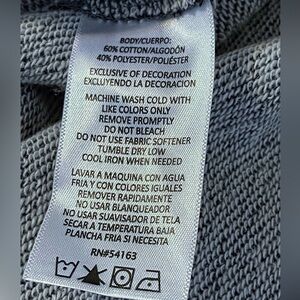 BODY/CUERPO:
60% COTTON/ALGODÓN
40% POLYESTER/POLIÉSTER
EXCLUSIVE OF DECORATION
EXCLUYENDO LA DECORACION
MACHINE WASH COLD WITH
LIKE COLORS ONLY
REMOVE PROMPTLY
DO NOT BLEACH
DO NOT USE FABRIC SOFTENER
TUMBLE DRY LOW
COOL IRON WHEN NEEDED
LAVAR A MAQUINA CON AGUA
FRIA Y CON COLORES IGUALES
REMOVER RAPIDAMENTE
NO USAR BLANQUEADOR
NO USAR SUAVISADOR DE TELA
SECAR A TEMPERATURA BAJA
PLANCHA FRIA SI NECESITA
RN#54163